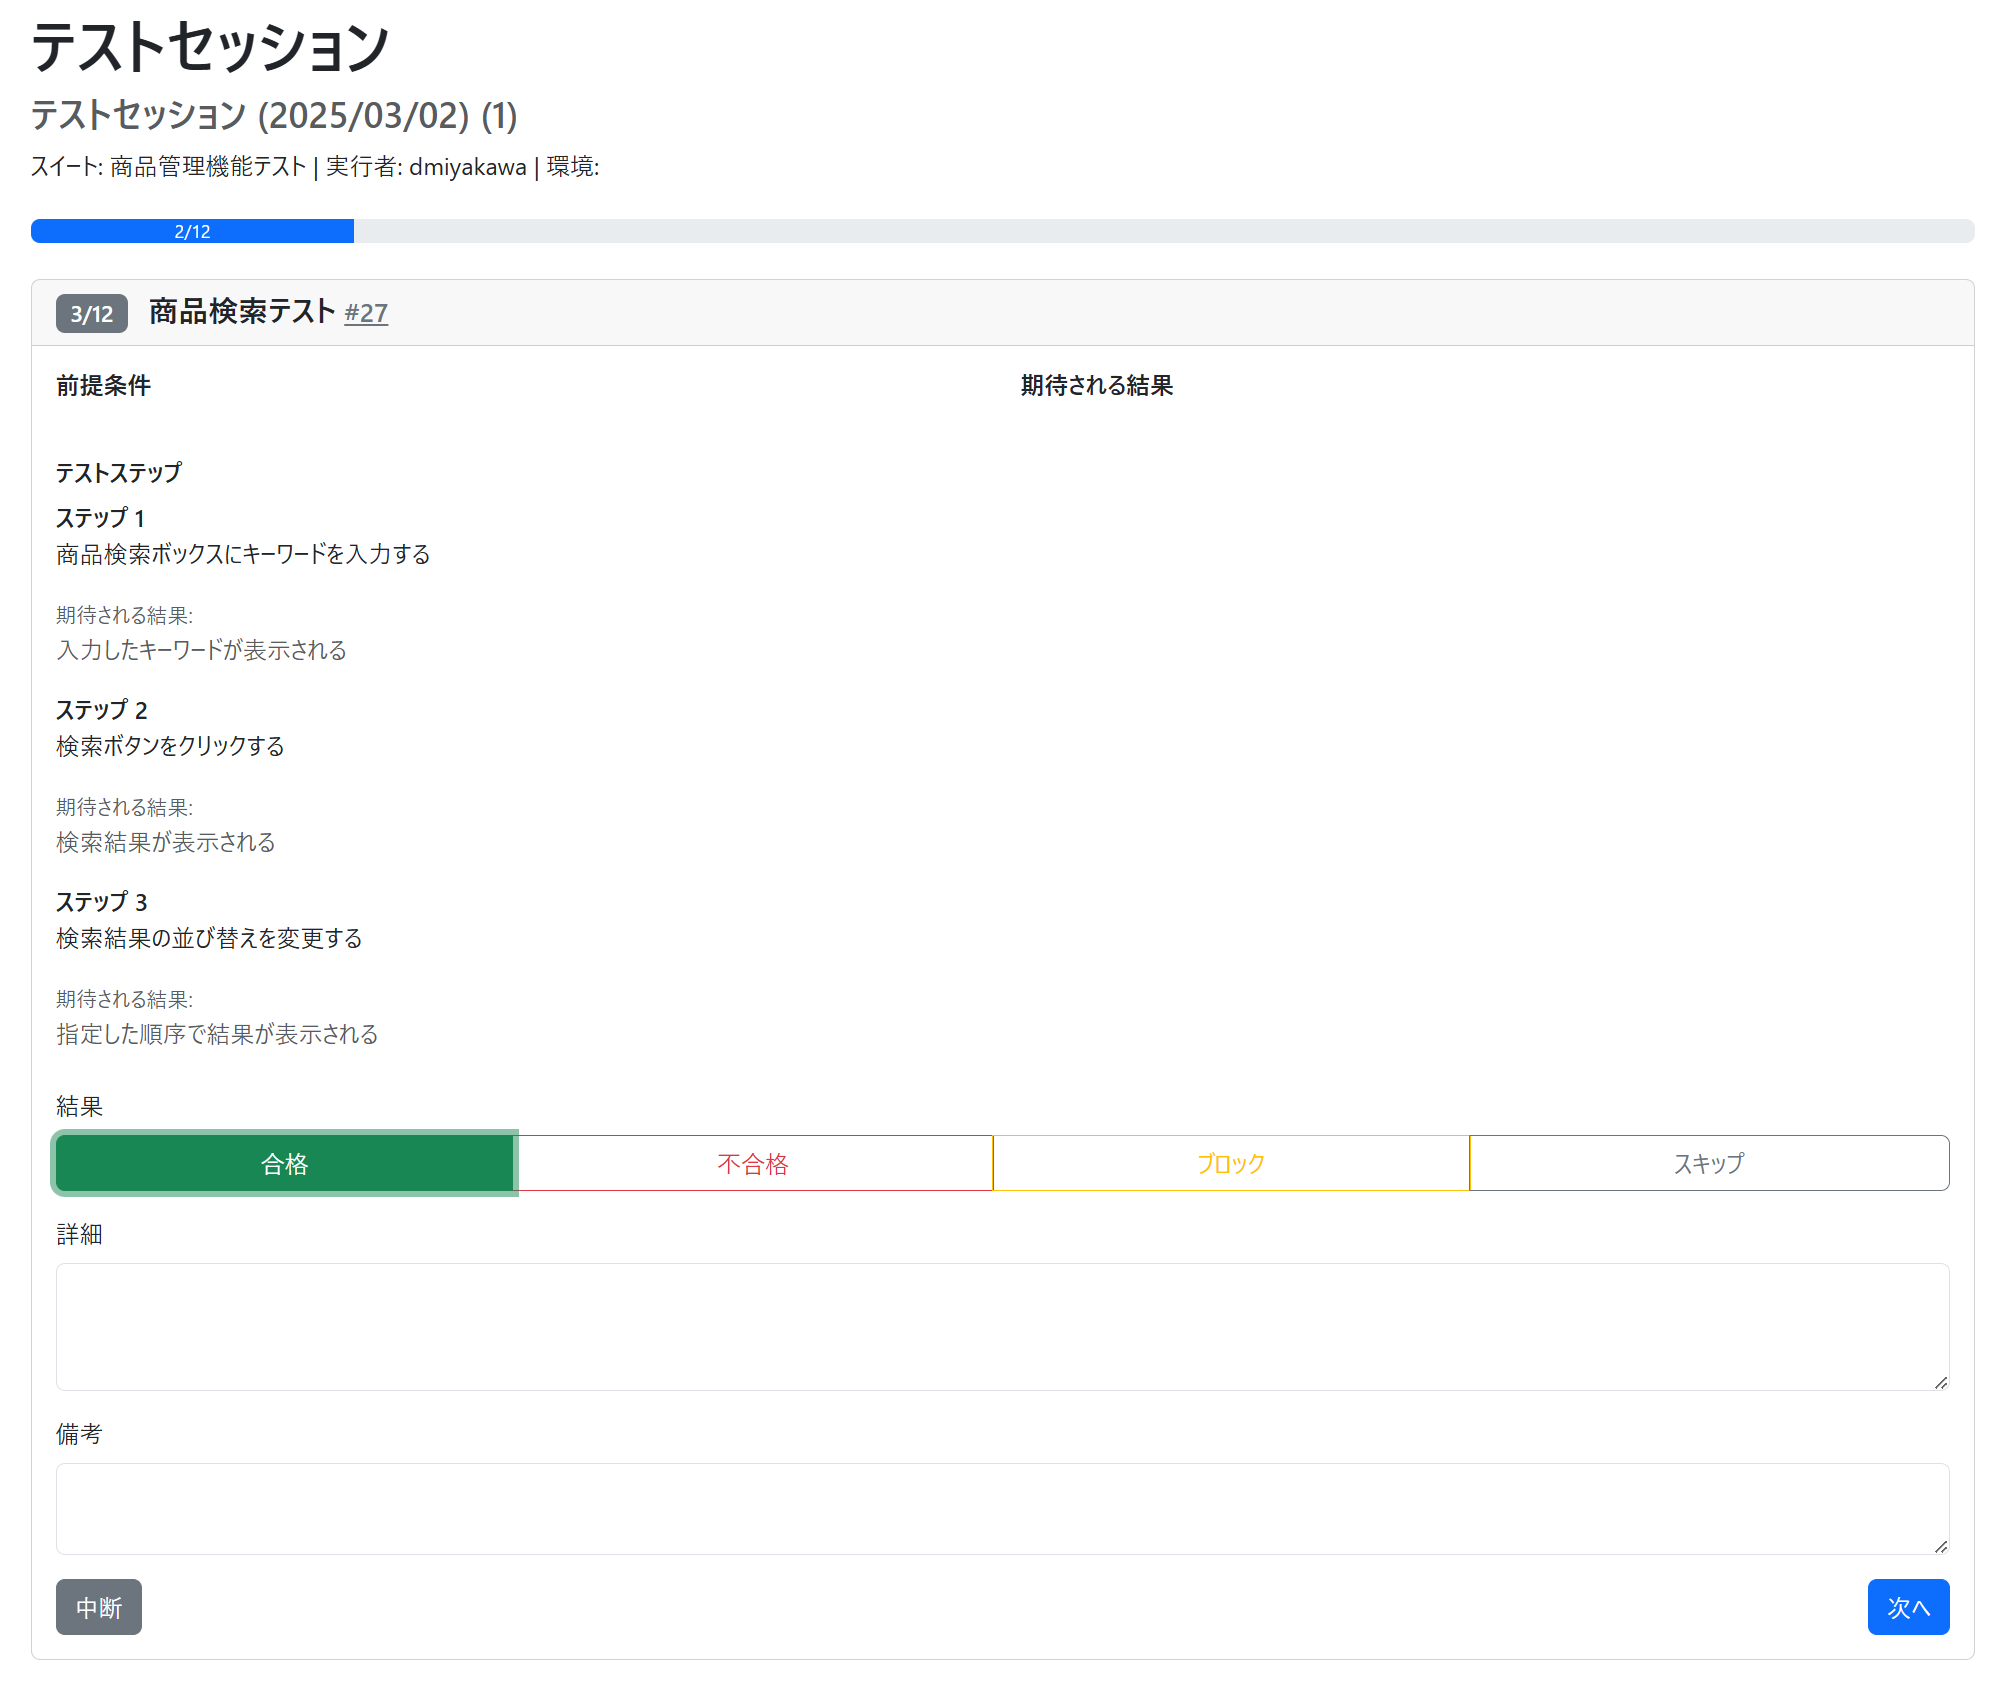 テストセッション
テストセッション (2025/03/02) (1)
スイート: 商品管理機能テスト | 実行者: dmiyakawa | 環境:
2/12
3/12 商品検索テスト #27
前提条件
期待される結果
テストステップ
ステップ 1
商品検索ボックスにキーワードを入力する
期待される結果:
入力したキーワードが表示される
ステップ 2
検索ボタンをクリックする
期待される結果:
検索結果が表示される
ステップ 3
検索結果の並び替えを変更する
期待される結果:
指定した順序で結果が表示される
結果
合格 不合格 ブロック スキップ
詳細
備考
中断 次へ